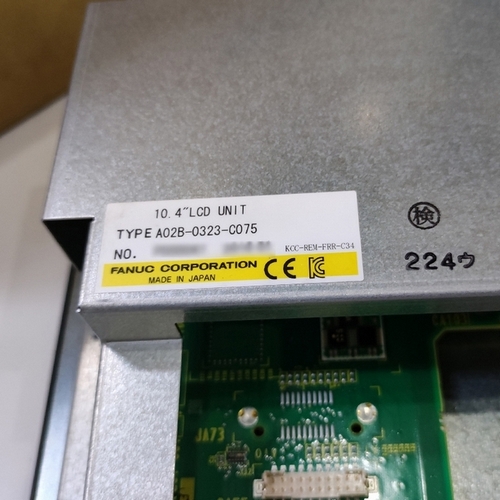 10.4"LCD UNIT
TYPE A02B-0323-C075
NO.
KCC-REM-FRR-C34
FANUC CORPORATION
MADE IN JAPAN
CE
検
224ウ
JA73